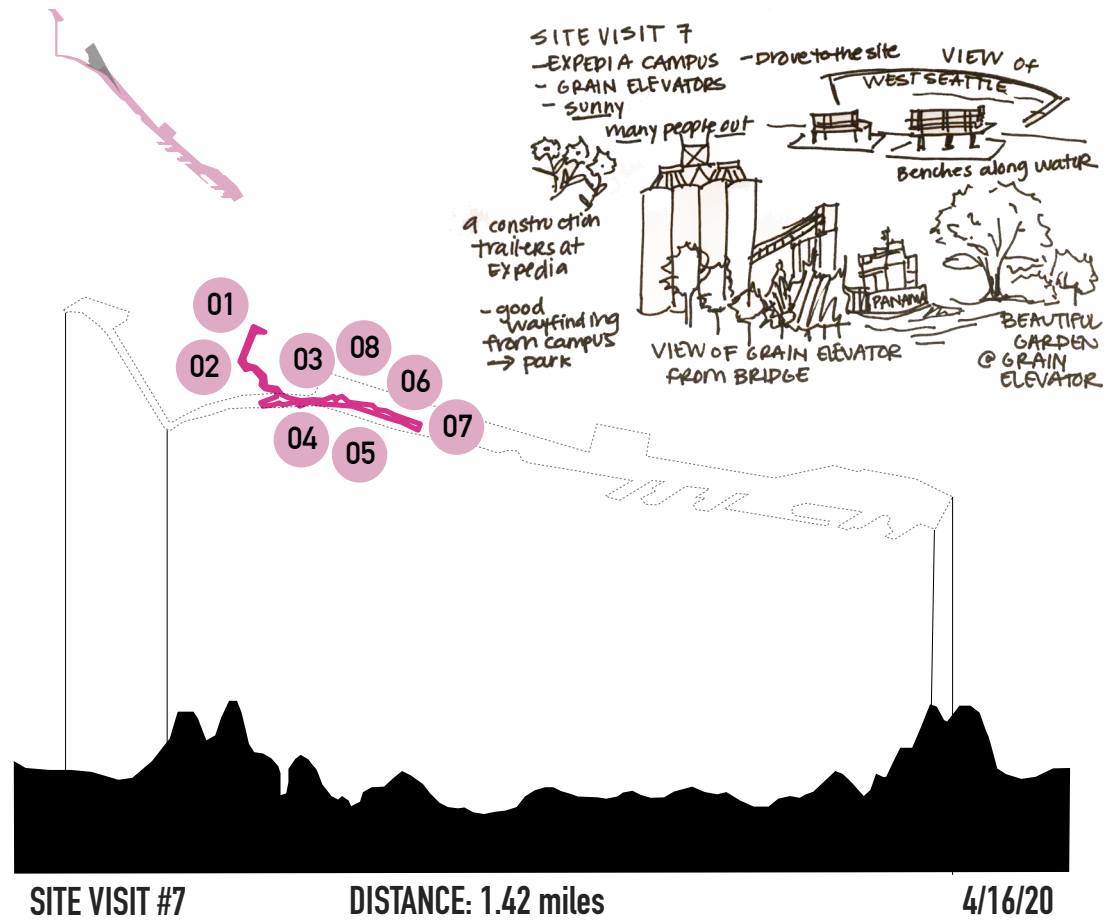 SITE VISIT 7
- EXPEDIA CAMPUS
- GRAIN ELEVATORS
- sunny
many people out
- Drove to the site
VIEW OF
WEST SEATTLE
Benches along water
9 construction
trailers at
Expedia
- good
wayfinding
from campus
→ park
VIEW OF GRAIN ELEVATOR
FROM BRIDGE
PANAMA
BEAUTIFUL
GARDEN
@ GRAIN
ELEVATOR
01
02
03
08
06
07
04
05
SITE VISIT #7
DISTANCE: 1.42 miles
4/16/20